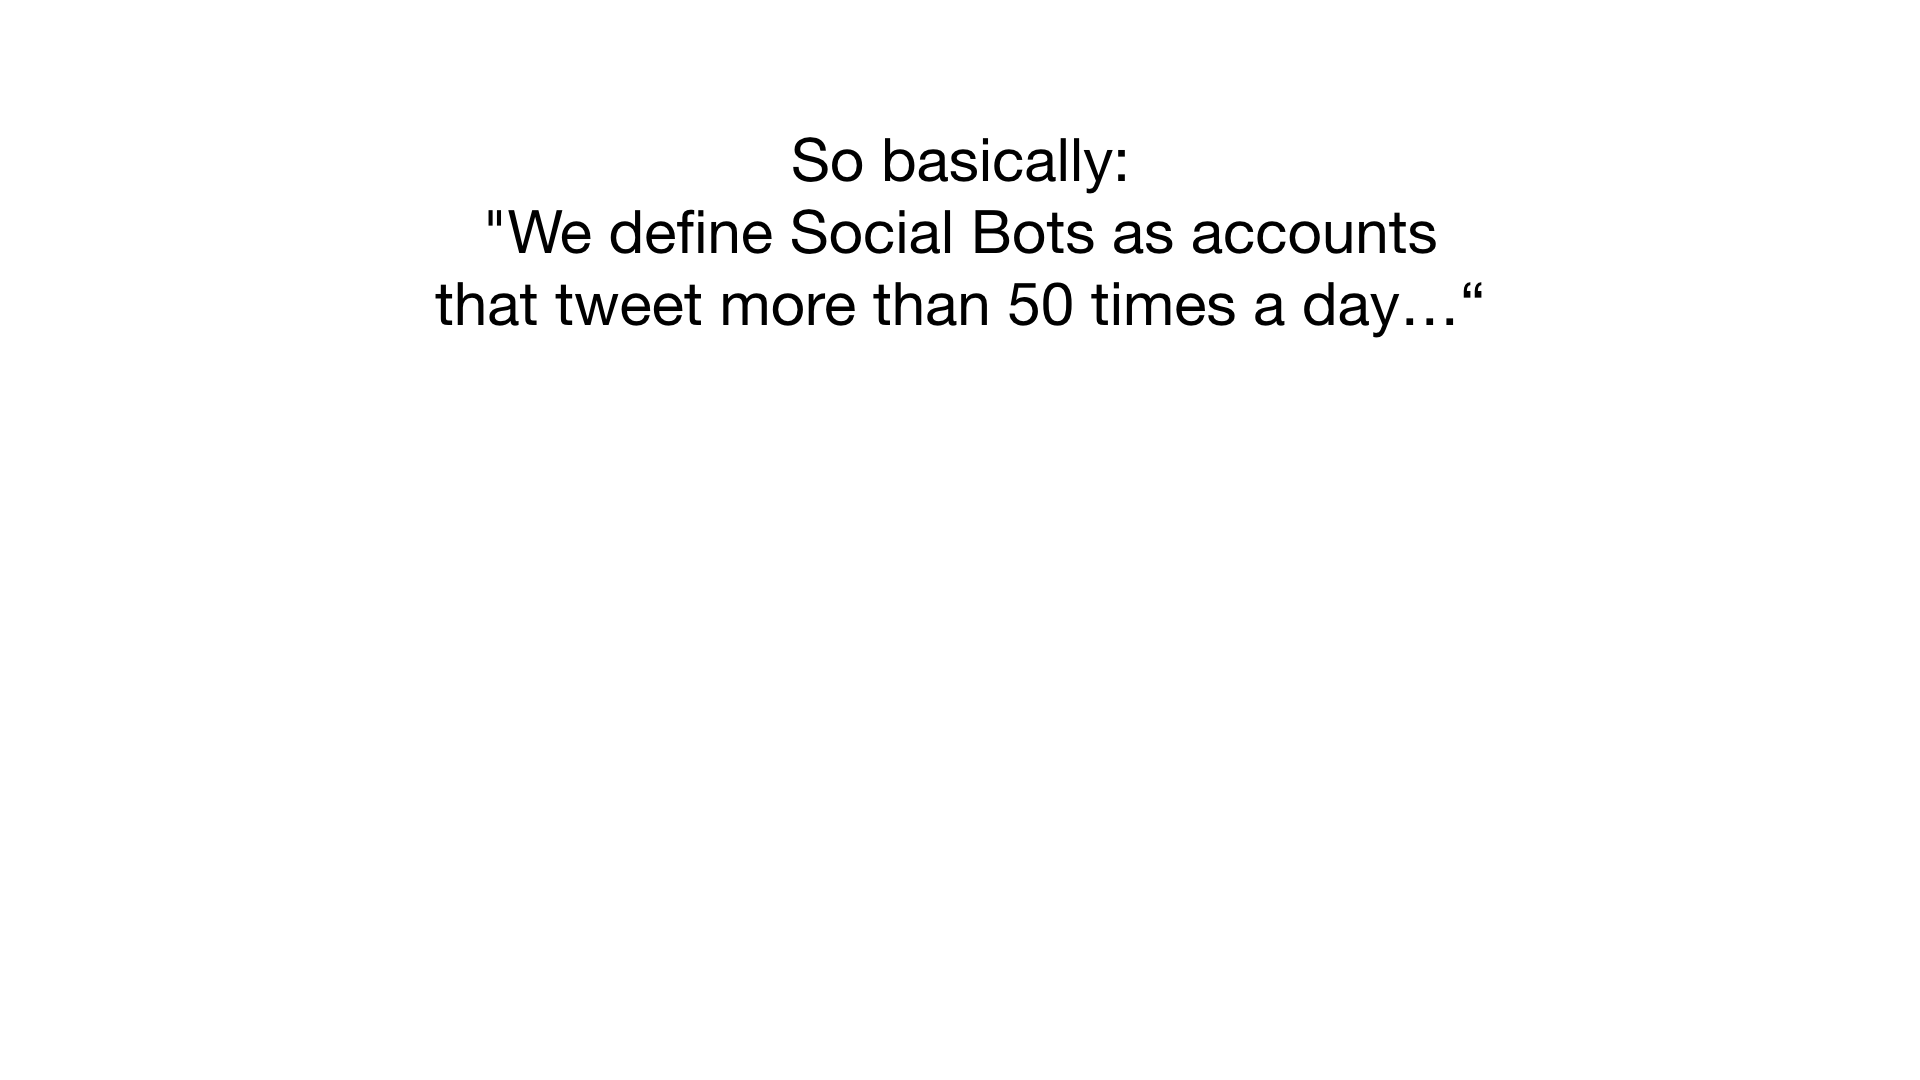 So basically:
"We define Social Bots as accounts
that tweet more than 50 times a day…“